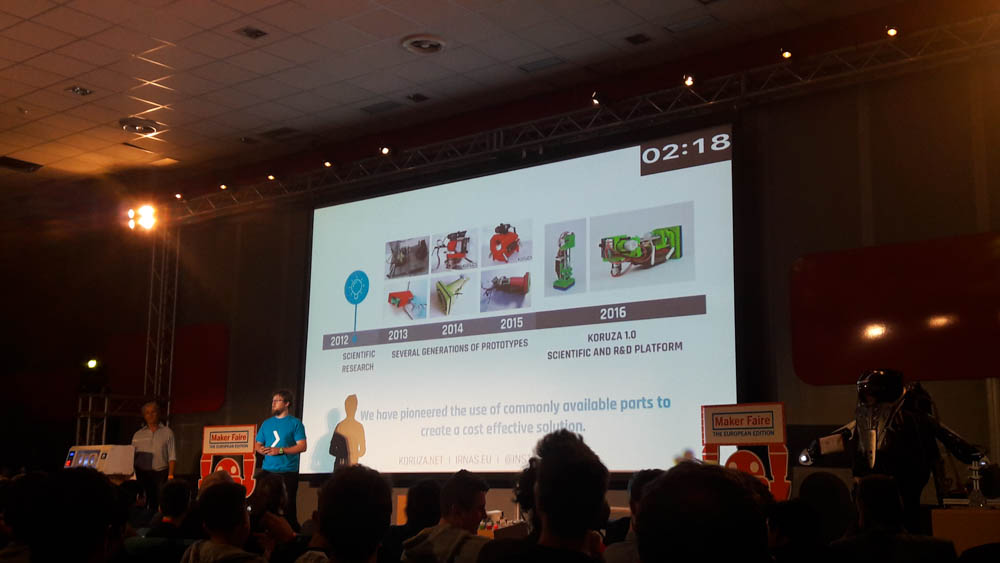 02:18
2012
2013
2014
2015
2016
SCIENTIFIC
RESEARCH
SEVERAL GENERATIONS OF PROTOTYPES
KORUZA 1.0
SCIENTIFIC AND R&D PLATFORM
We have pioneered the use of commonly available parts to
create a cost effective solution.
KORUZA.NET | IRNAS.EU | @INS
Maker Faire
THE EUROPEAN EDITION
Maker Faire
THE EUROPEAN EDITION